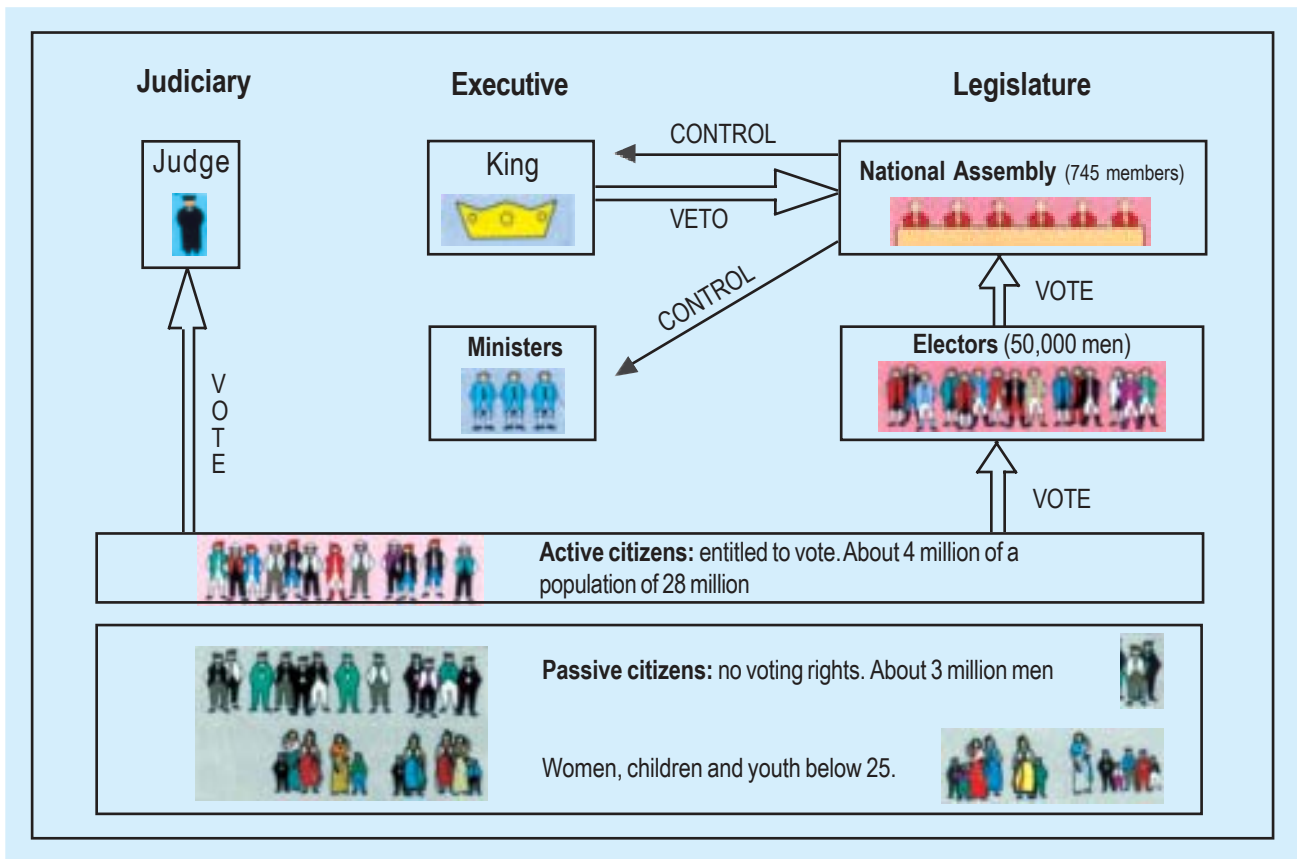 Judiciary
Executive
Legislature
Judge
King
CONTROL
VETO
National Assembly (745 members)
CONTROL
VOTE
Ministers
Electors (50,000 men)
VOTE
VOTE
Active citizens: entitled to vote. About 4 million of a
population of 28 million
Passive citizens: no voting rights. About 3 million men
Women, children and youth below 25.